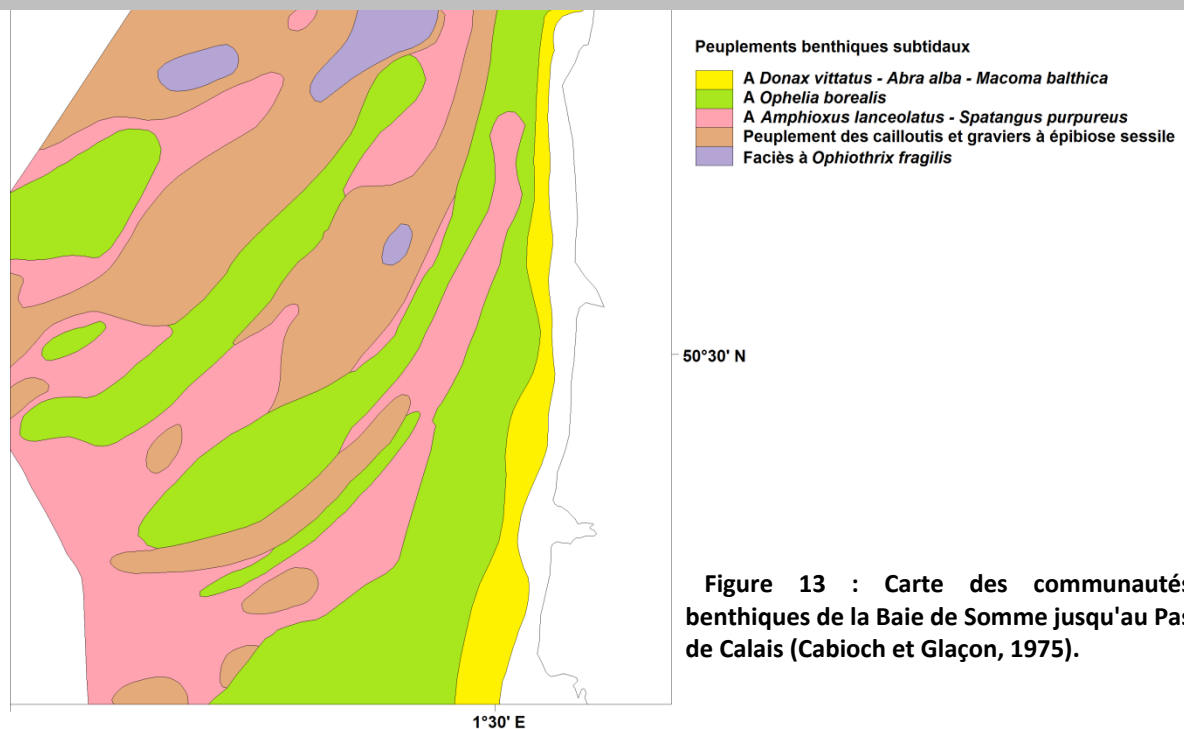 Peuplements benthiques subtidaux
A Donax vittatus - Abra alba - Macoma balthica
A Ophelia borealis
A Amphioxus lanceolatus - Spatangus purpureus
Peuplement des cailloutis et graviers à épibiose sessile
Faciès à Ophiothrix fragilis
50°30' N
Figure 13 : Carte des communautés
benthiques de la Baie de Somme jusqu'au Pas
de Calais (Cabioch et Glaçon, 1975).
1°30' E